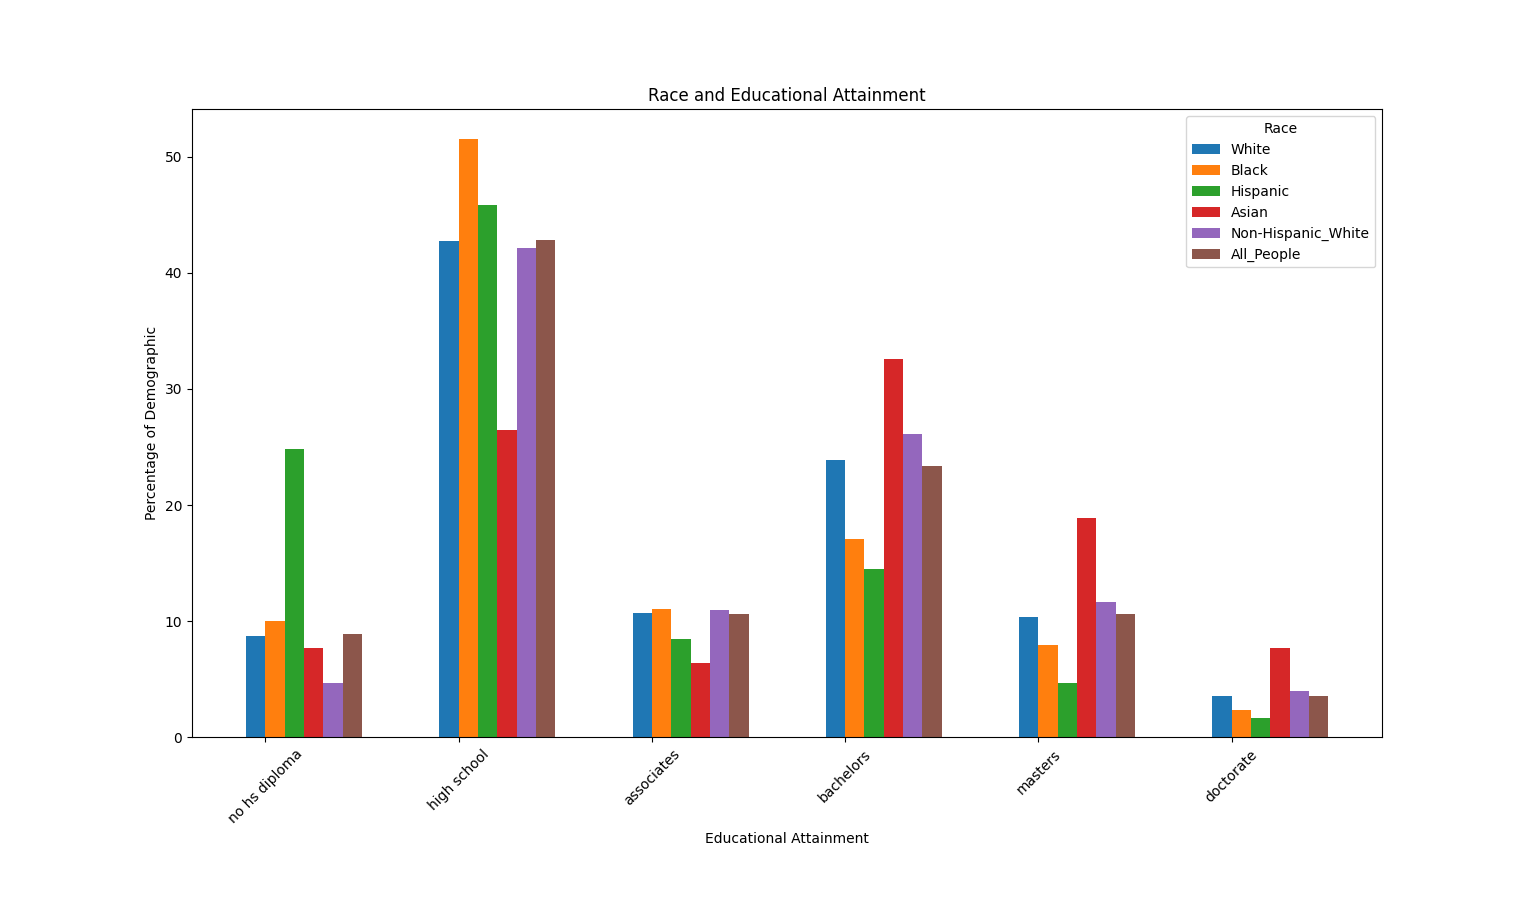 Race and Educational Attainment
Race
White
Black
Hispanic
Asian
Non-Hispanic_White
All_People
Percentage of Demographic
50
40
30
20
10
0
no hs diploma
high school
associates
bachelors
masters
doctorate
Educational Attainment